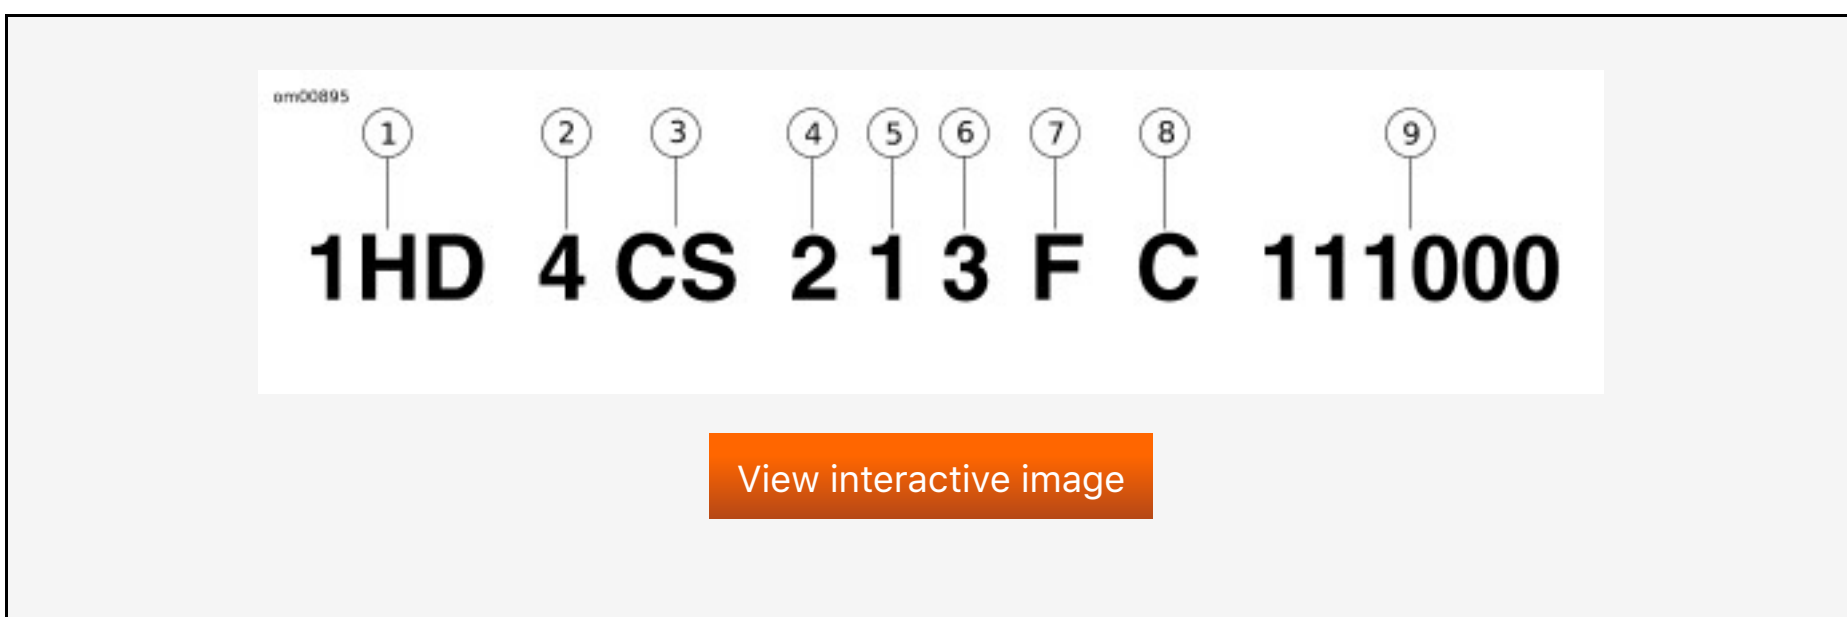 om00895
1 2 3 4 5 6 7 8 9
1HD 4 CS 2 1 3 F C 111000
View interactive image